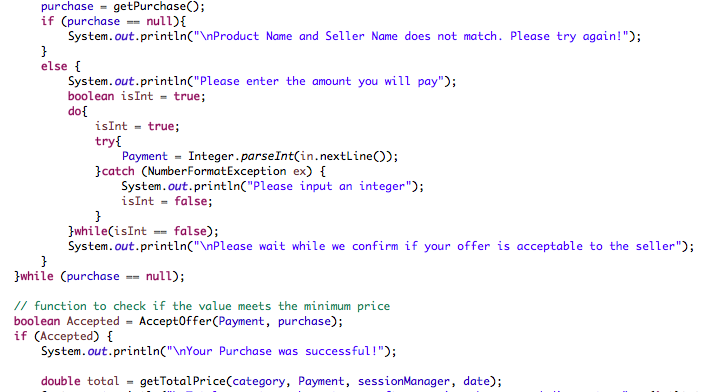 purchase = getPurchase();
if (purchase == null){
System.out.println("\nProduct Name and Seller Name does not match. Please try again!");
}
else {
System.out.println("Please enter the amount you will pay");
boolean isInt = true;
do{
isInt = true;
try{
Payment = Integer.parseInt(in.nextLine());
}catch (NumberFormatException ex) {
System.out.println("Please input an integer");
isInt = false;
}
}while(isInt == false);
System.out.println("\nPlease wait while we confirm if your offer is acceptable to the seller");
}
}while (purchase == null);
// function to check if the value meets the minimum price
boolean Accepted = AcceptOffer(Payment, purchase);
if (Accepted) {
System.out.println("\nYour Purchase was successful!");
double total = getTotalPrice(category, Payment, sessionManager, date);